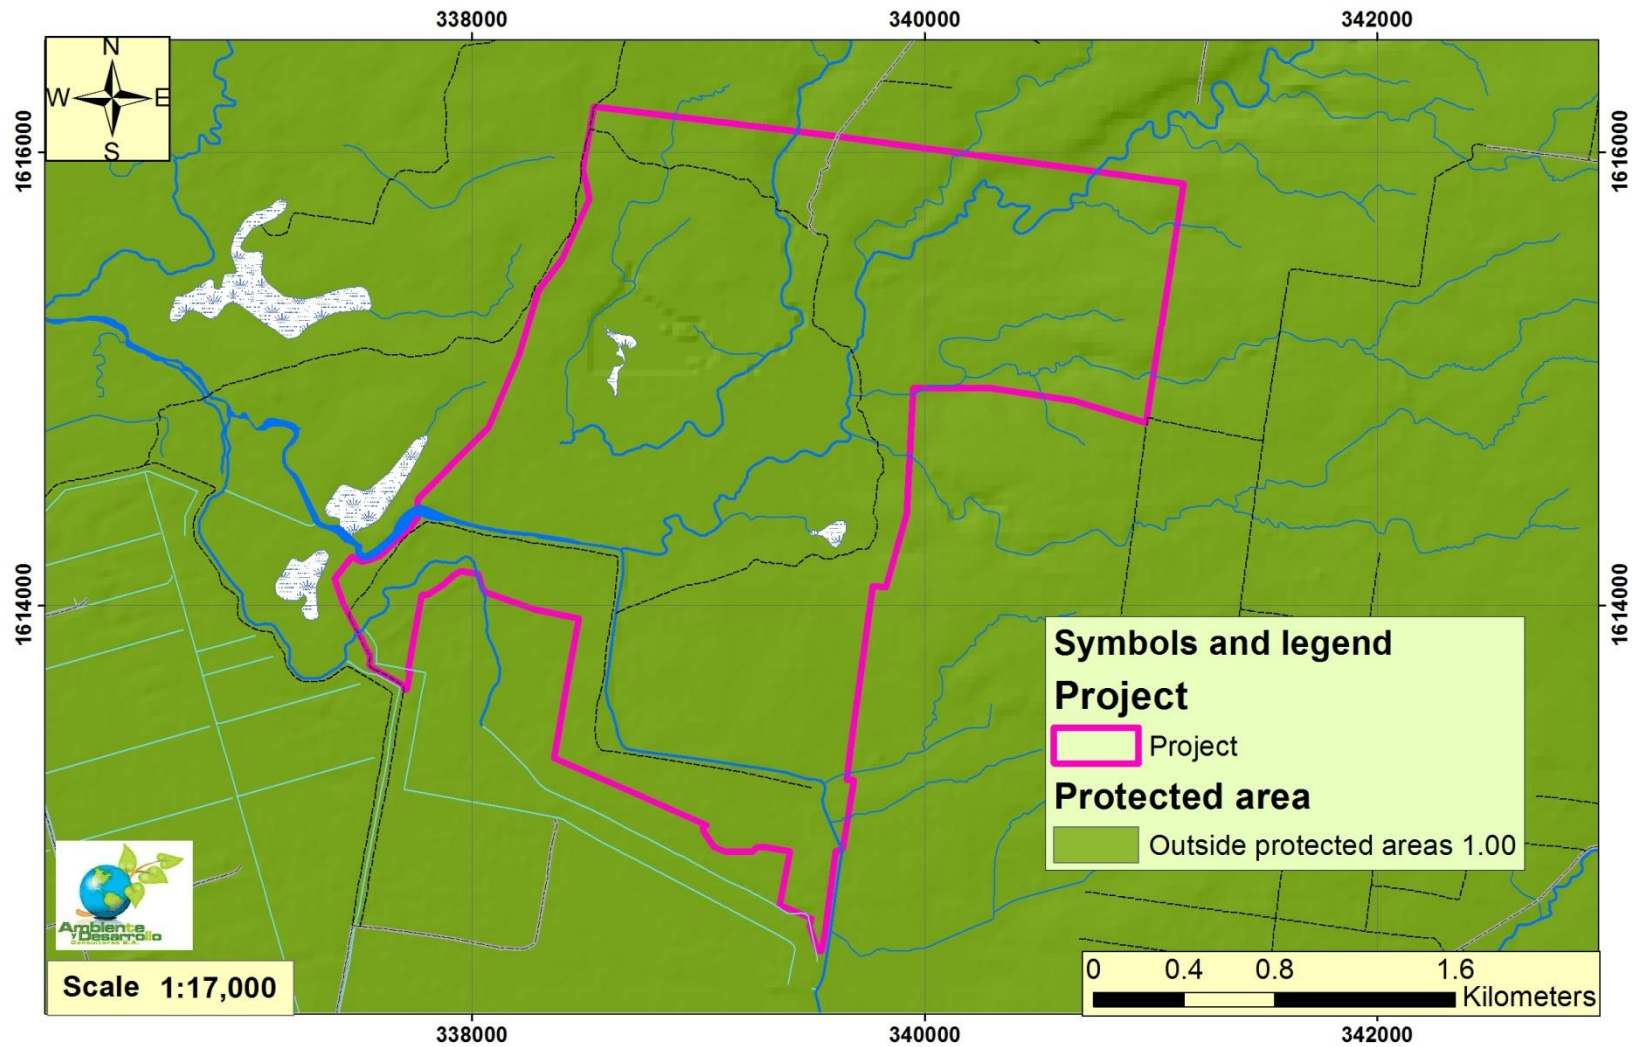 338000
340000
342000
N
W E
S
1616000
1616000
1614000
1614000
Symbols and legend
Project
Project
Protected area
Outside protected areas 1.00
Ambiente
y Desarrollo
Consultores S.A.
Scale 1:17,000
0 0.4 0.8 1.6
Kilometers
338000
340000
342000